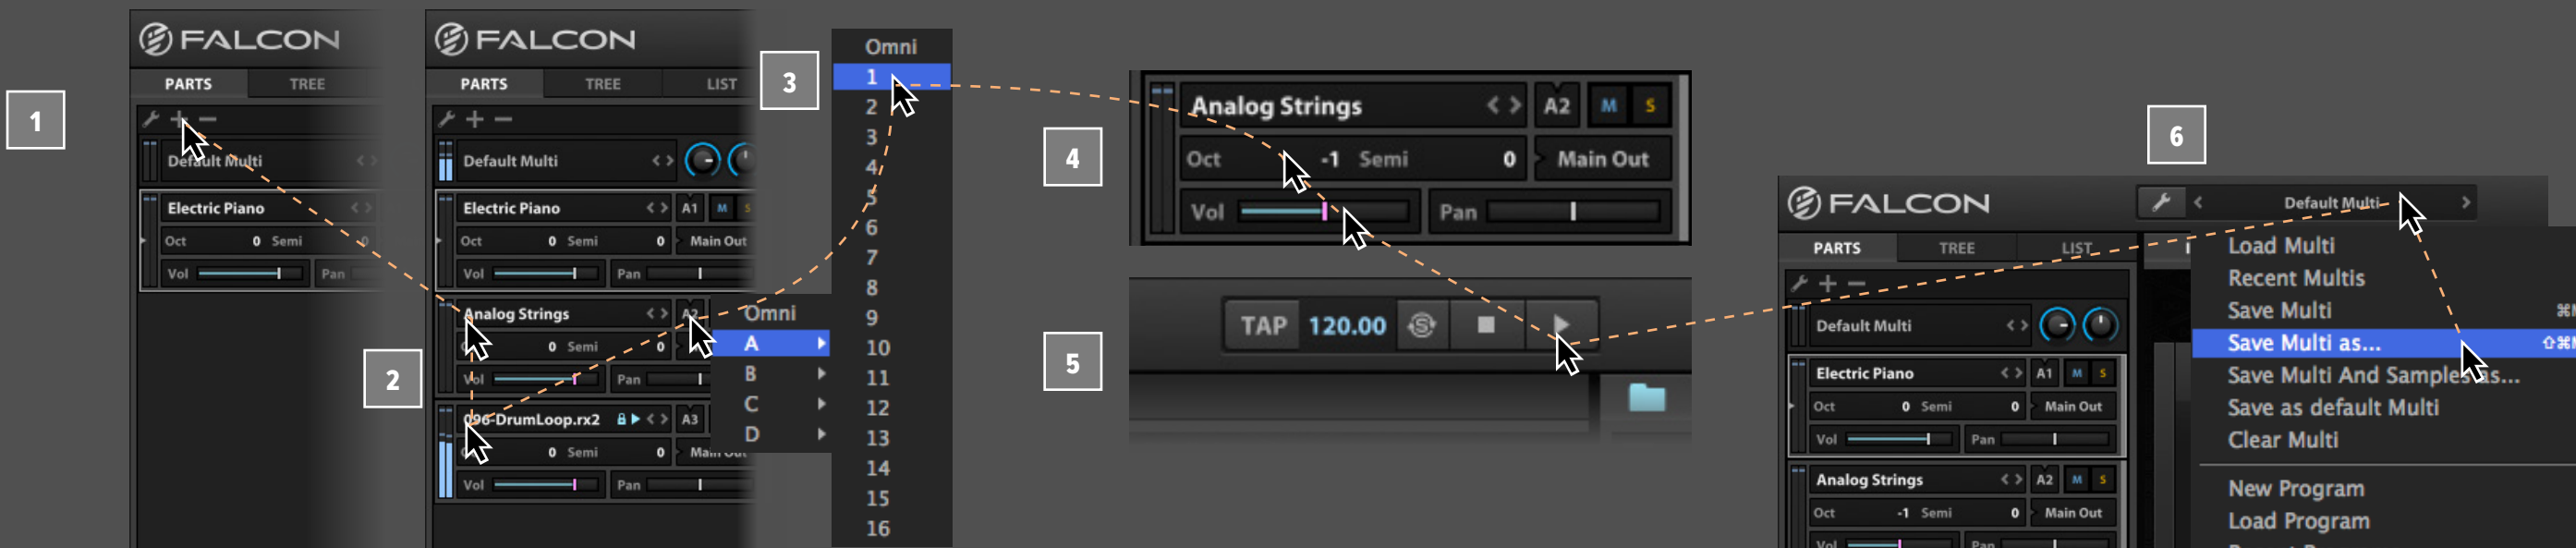 1
FALCON
PARTS TREE
Default Multi
Electric Piano
Oct 0 Semi 0
Vol Pan
2
FALCON
PARTS TREE LIST
Default Multi
Electric Piano A1 M S
Oct 0 Semi 0 Main Out
Vol Pan
Analog Strings A2
0 Semi 0
Vol Pan
096-DrumLoop.rx2 A3
0 Semi 0 Main Out
Vol Pan
Omni
A
B
C
D
3
Omni
1
2
3
4
5
6
7
8
9
10
11
12
13
14
15
16
4
Analog Strings A2 M S
Oct -1 Semi 0 Main Out
Vol Pan
5
TAP 120.00 S
6
FALCON
Default Multi
PARTS TREE LIST
Default Multi
Electric Piano A1 M S
Oct 0 Semi 0 Main Out
Vol Pan
Analog Strings A2 M S
Oct -1 Semi 0 Main Out
Vol Pan
Load Multi
Recent Multis
Save Multi ⌘M
Save Multi as... ⇧⌘M
Save Multi And Samples as...
Save as default Multi
Clear Multi
New Program
Load Program